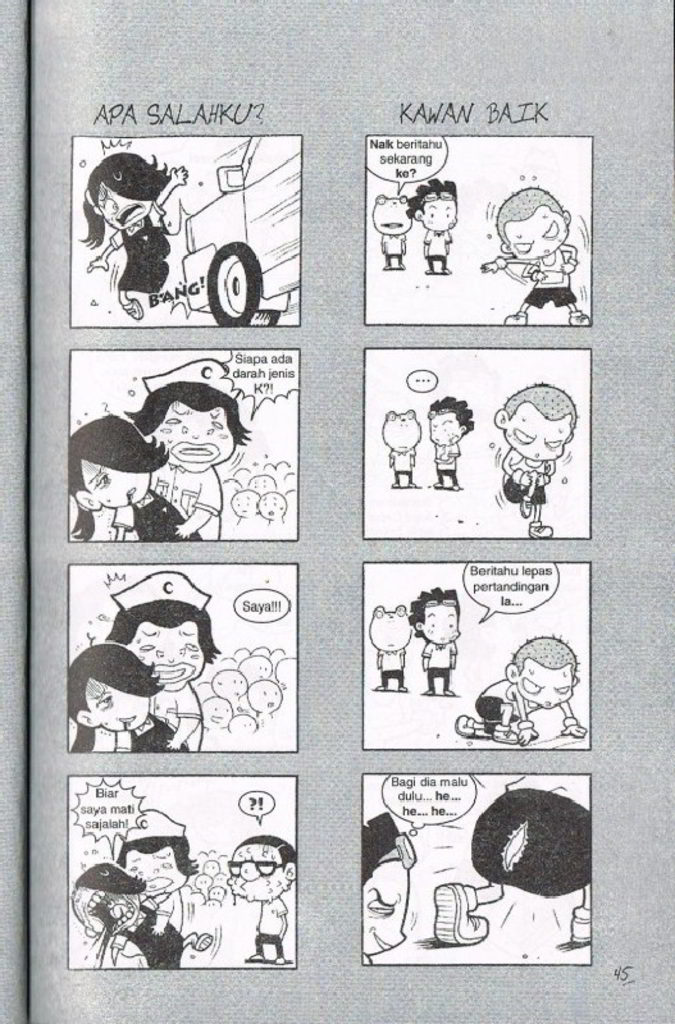 APA SALAHKU?
BANG!
Siapa ada
darah jenis
K?!
Saya!!!
Biar
saya mati
sajalah!
?!
KAWAN BAIK
Naik beritahu
sekarang
ke?
...
Beritahu lepas
pertandingan
la...
Bagi dia malu
dulu... he...
he... he...
45